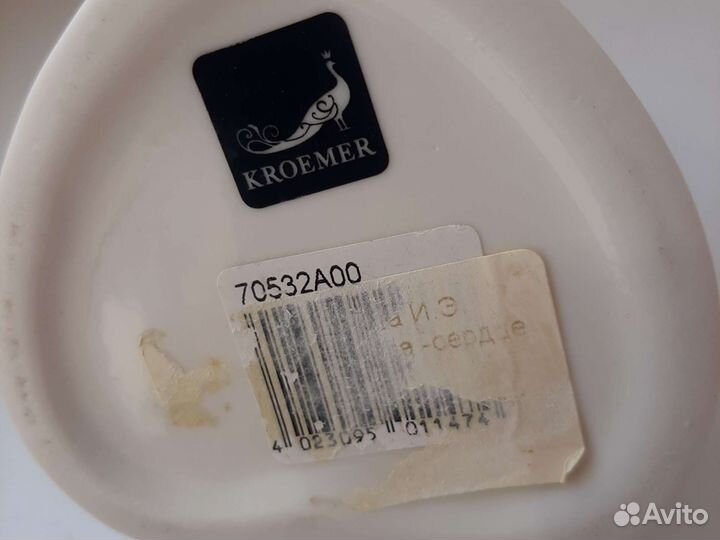 KROEMER
70532A00
а И.Э.
-сердце
4 023095 011474
Avito